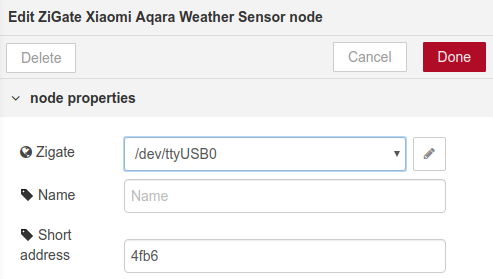 Edit ZiGate Xiaomi Aqara Weather Sensor node
Delete Cancel Done
node properties
Zigate /dev/ttyUSB0
Name Name
Short address 4fb6